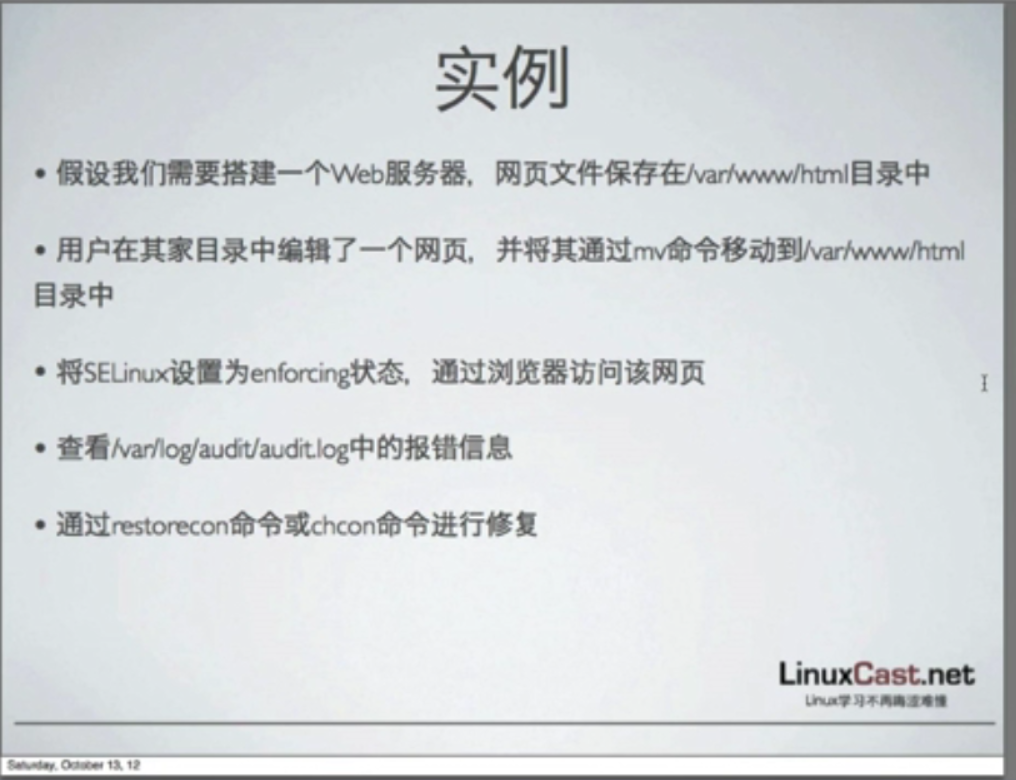 实例
• 假设我们需要搭建一个Web服务器，网页文件保存在/var/www/html目录中
• 用户在其家目录中编辑了一个网页，并将其通过mv命令移动到/var/www/html
目录中
• 将SELinux设置为enforcing状态，通过浏览器访问该网页
• 查看/var/log/audit/audit.log中的报错信息
• 通过restorecon命令或chcon命令进行修复
LinuxCast.net
Linux学习不再晦涩难懂
Saturday, October 13, 12